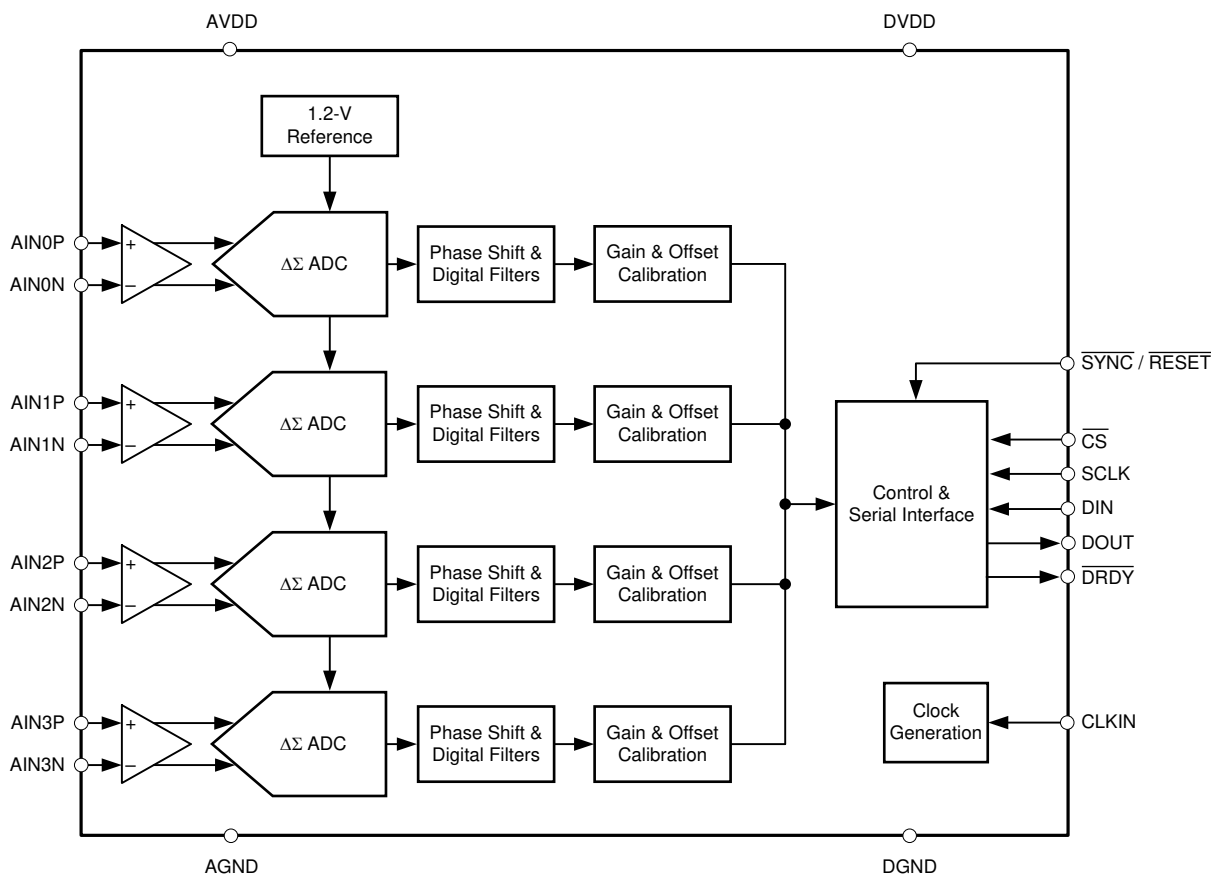 AVDD
DVDD
1.2-V
Reference
AIN0P
+
AIN0N
−
ΔΣ ADC
Phase Shift &
Digital Filters
Gain & Offset
Calibration
SYNC / RESET
AIN1P
+
AIN1N
−
ΔΣ ADC
Phase Shift &
Digital Filters
Gain & Offset
Calibration
Control &
Serial Interface
CS
SCLK
DIN
DOUT
DRDY
AIN2P
+
AIN2N
−
ΔΣ ADC
Phase Shift &
Digital Filters
Gain & Offset
Calibration
AIN3P
+
AIN3N
−
ΔΣ ADC
Phase Shift &
Digital Filters
Gain & Offset
Calibration
Clock
Generation
CLKIN
AGND
DGND